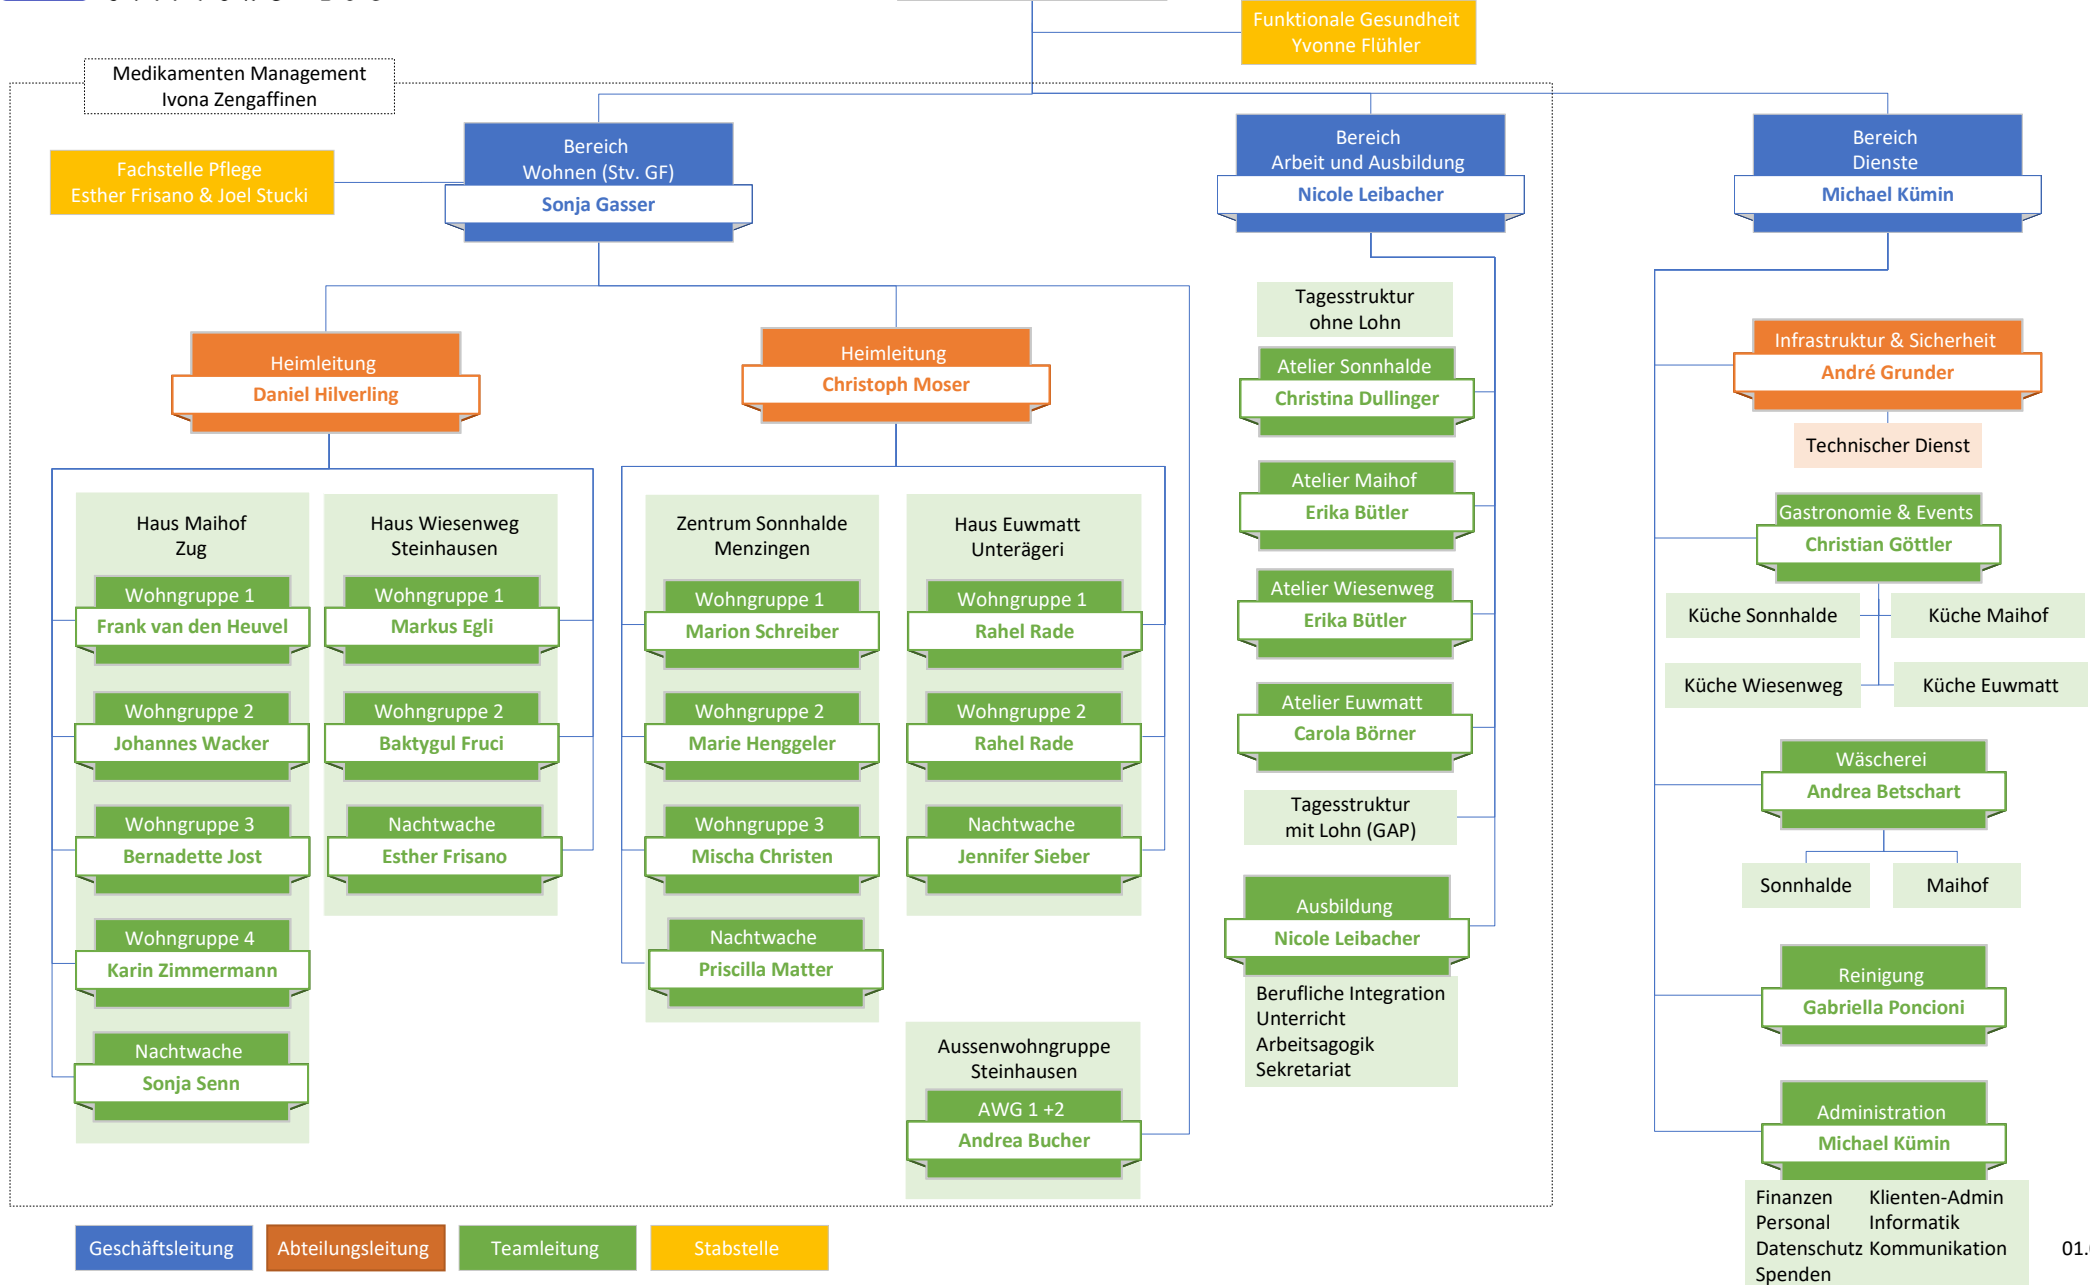 Funktionale Gesundheit
Yvonne Flühler
Medikamenten Management
Ivona Zengaffinen
Fachstelle Pflege
Esther Frisano & Joel Stucki
Bereich
Wohnen (Stv. GF)
Sonja Gasser
Bereich
Arbeit und Ausbildung
Nicole Leibacher
Bereich
Dienste
Michael Kümin
Heimleitung
Daniel Hilverling
Heimleitung
Christoph Moser
Haus Maihof
Zug
Wohngruppe 1
Frank van den Heuvel
Wohngruppe 2
Johannes Wacker
Wohngruppe 3
Bernadette Jost
Wohngruppe 4
Karin Zimmermann
Nachtwache
Sonja Senn
Haus Wiesenweg
Steinhausen
Wohngruppe 1
Markus Egli
Wohngruppe 2
Baktygul Fruci
Nachtwache
Esther Frisano
Zentrum Sonnhalde
Menzingen
Wohngruppe 1
Marion Schreiber
Wohngruppe 2
Marie Henggeler
Wohngruppe 3
Mischa Christen
Nachtwache
Priscilla Matter
Haus Euwmatt
Unterägeri
Wohngruppe 1
Rahel Rade
Wohngruppe 2
Rahel Rade
Nachtwache
Jennifer Sieber
Aussenwohngruppe
Steinhausen
AWG 1 +2
Andrea Bucher
Tagesstruktur
ohne Lohn
Atelier Sonnhalde
Christina Dullinger
Atelier Maihof
Erika Bütler
Atelier Wiesenweg
Erika Bütler
Atelier Euwmatt
Carola Börner
Tagesstruktur
mit Lohn (GAP)
Ausbildung
Nicole Leibacher
Berufliche Integration
Unterricht
Arbeitsagogik
Sekretariat
Infrastruktur & Sicherheit
André Grunder
Technischer Dienst
Gastronomie & Events
Christian Göttler
Küche Sonnhalde
Küche Maihof
Küche Wiesenweg
Küche Euwmatt
Wäscherei
Andrea Betschart
Sonnhalde
Maihof
Reinigung
Gabriella Poncioni
Administration
Michael Kümin
Finanzen Klienten-Admin
Personal Informatik
Datenschutz Kommunikation
Spenden
Geschäftsleitung
Abteilungsleitung
Teamleitung
Stabstelle
01.